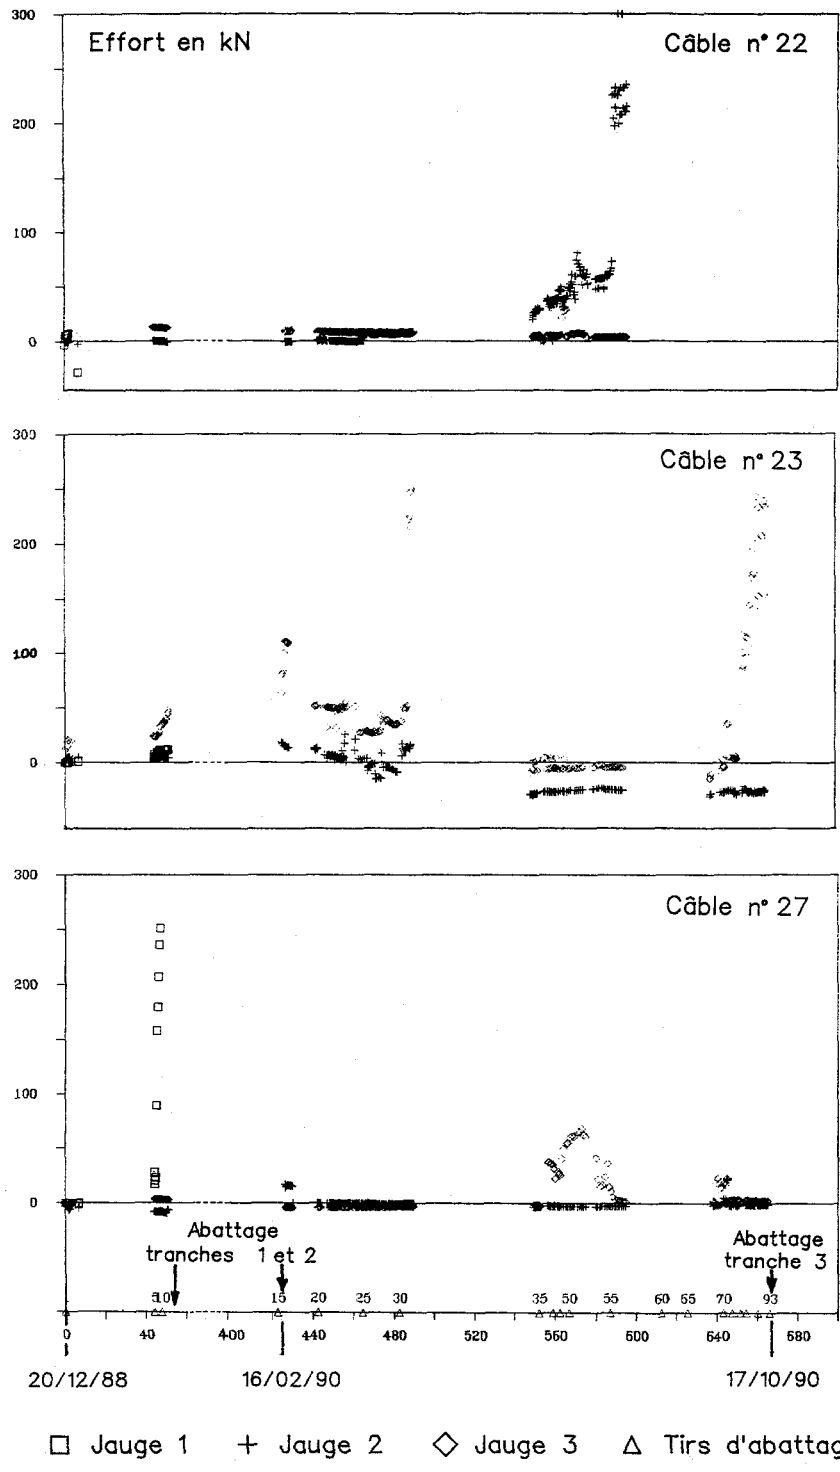 300
Effort en kN
Câble n° 22
200
100
0
300
Câble n° 23
200
100
0
300
Câble n° 27
200
100
0
Abattage
tranches 1 et 2
Abattage
tranche 3
5 10 15 20 25 30 35 50 55 60 65 70 93
0 40 400 440 480 520 560 600 640 680
20/12/88 16/02/90 17/10/90
Jauge 1 Jauge 2 Jauge 3 Tirs d'abattag